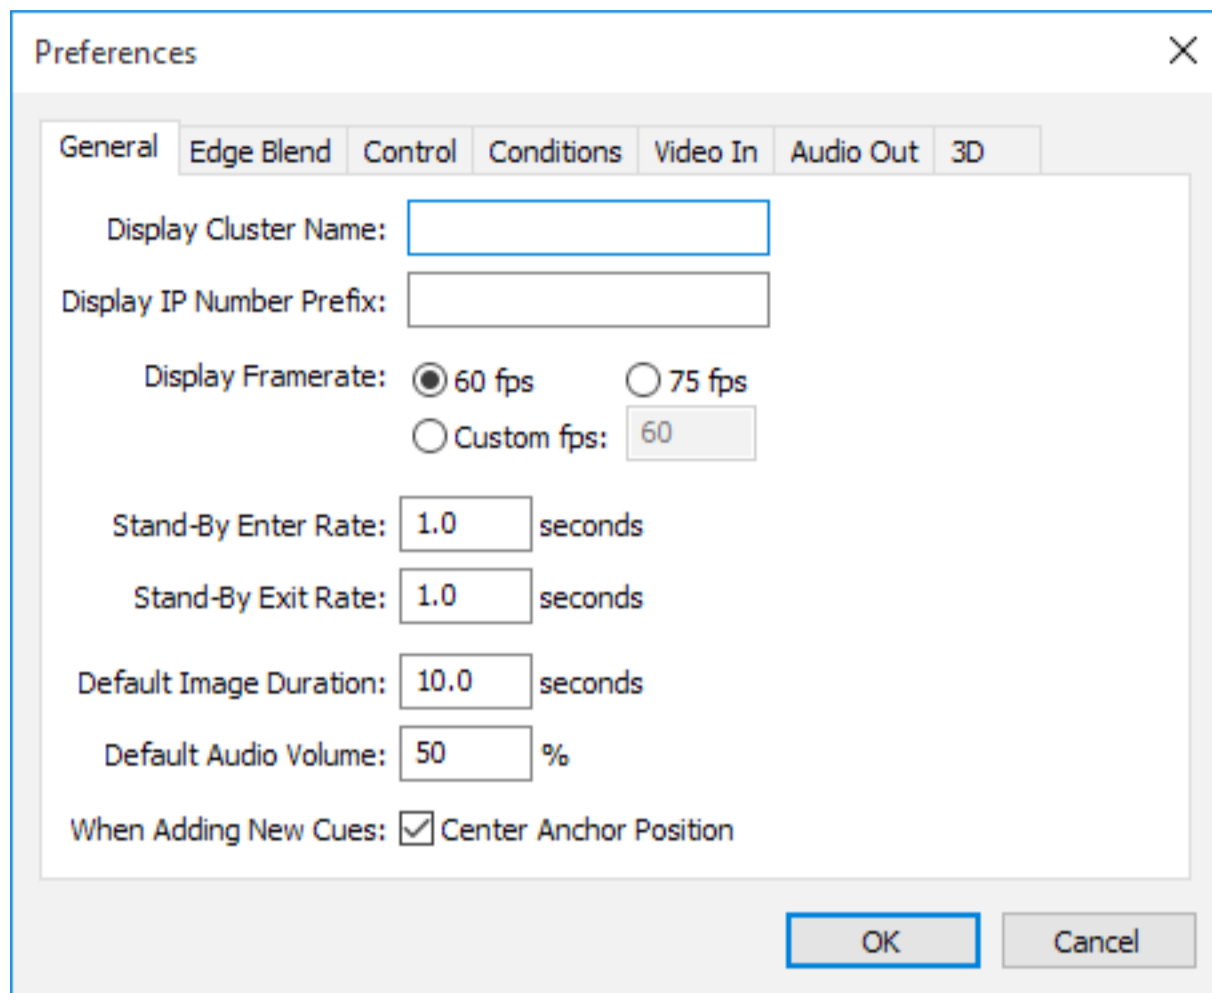 Preferences
General Edge Blend Control Conditions Video In Audio Out 3D
Display Cluster Name:
Display IP Number Prefix:
Display Framerate: 60 fps 75 fps
Custom fps: 60
Stand-By Enter Rate: 1.0 seconds
Stand-By Exit Rate: 1.0 seconds
Default Image Duration: 10.0 seconds
Default Audio Volume: 50 %
When Adding New Cues: Center Anchor Position
OK Cancel